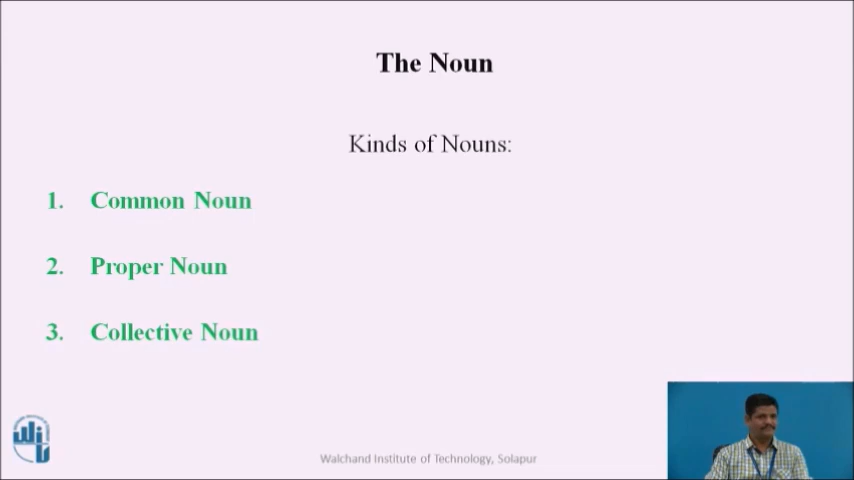 The Noun
Kinds of Nouns:
1. Common Noun
2. Proper Noun
3. Collective Noun
Walchand Institute of Technology, Solapur